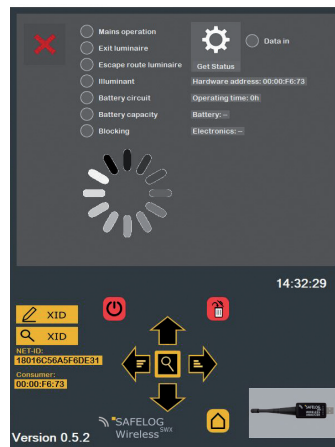 Mains operation
Exit luminaire
Escape route luminaire
Illuminant
Battery circuit
Battery capacity
Blocking
Get Status
Data in
Hardware address: 00:00:F6:73
Operating time: 0h
Battery: –
Electronics: –
14:32:29
XID
XID
NET-ID:
18016C56A5F6DE31
Consumer:
00:00:F6:73
SAFELOG
Wireless SWX
Version 0.5.2